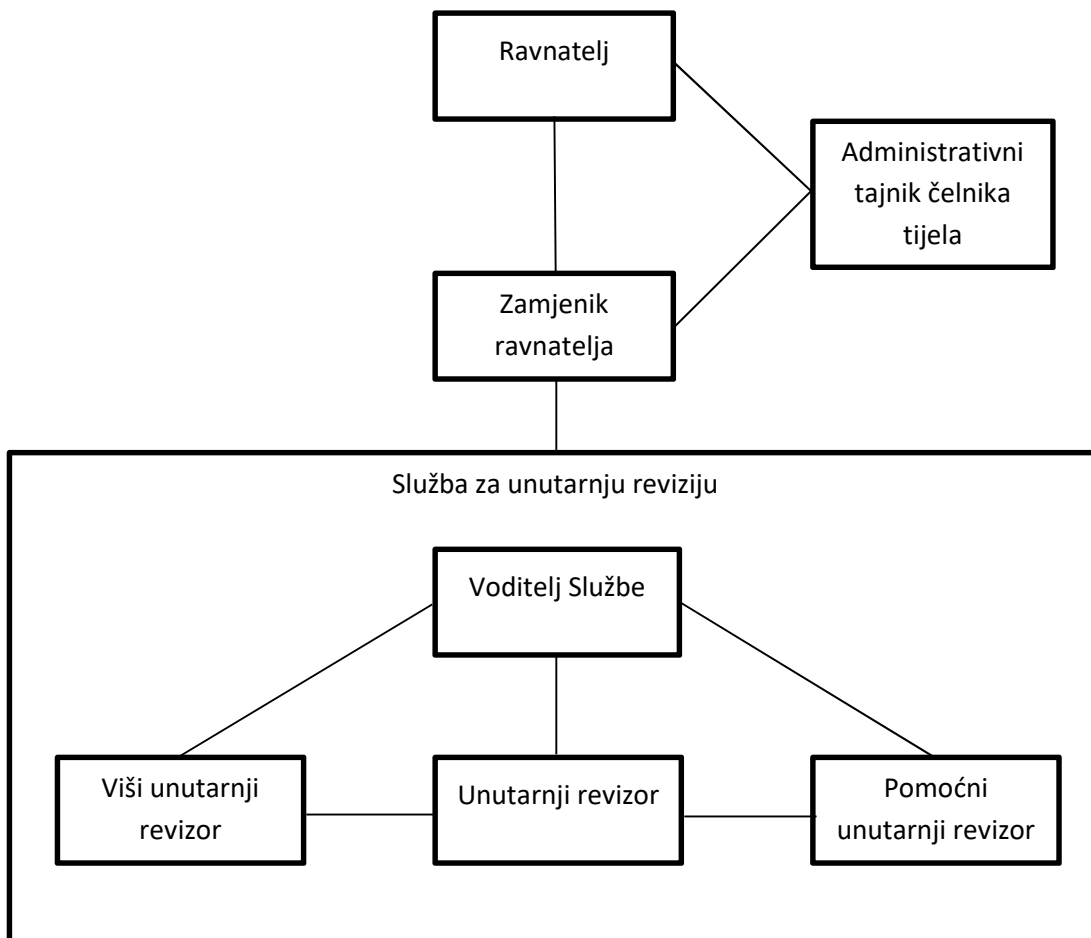 Ravnatelj
Administrativni
tajnik čelnika
tijela
Zamjenik
ravnatelja
Služba za unutarnju reviziju
Voditelj Službe
Viši unutarnji
revizor
Unutarnji revizor
Pomoćni
unutarnji revizor